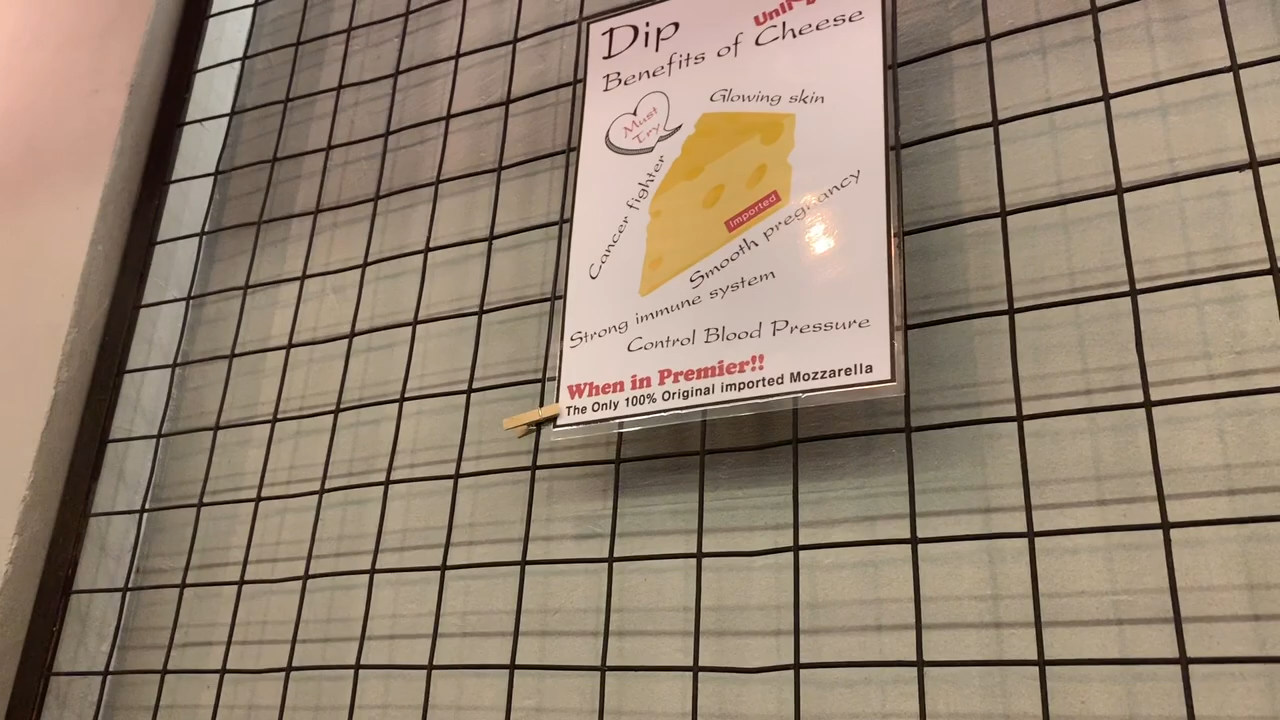 Dip
Benefits of Cheese
Glowing skin
Must
Try
Cancer fighter
Imported
Smooth pregnancy
Strong immune system
Control Blood Pressure
When in Premier!!
The Only 100% Original imported Mozzarella